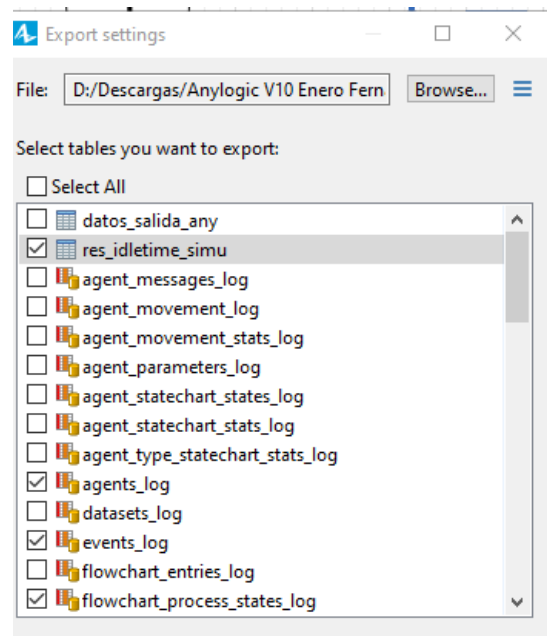 Export settings
File: D:/Descargas/Anylogic V10 Enero Fern Browse...
Select tables you want to export:
Select All
datos_salida_any
res_idletime_simu
agent_messages_log
agent_movement_log
agent_movement_stats_log
agent_parameters_log
agent_statechart_states_log
agent_statechart_stats_log
agent_type_statechart_stats_log
agents_log
datasets_log
events_log
flowchart_entries_log
flowchart_process_states_log